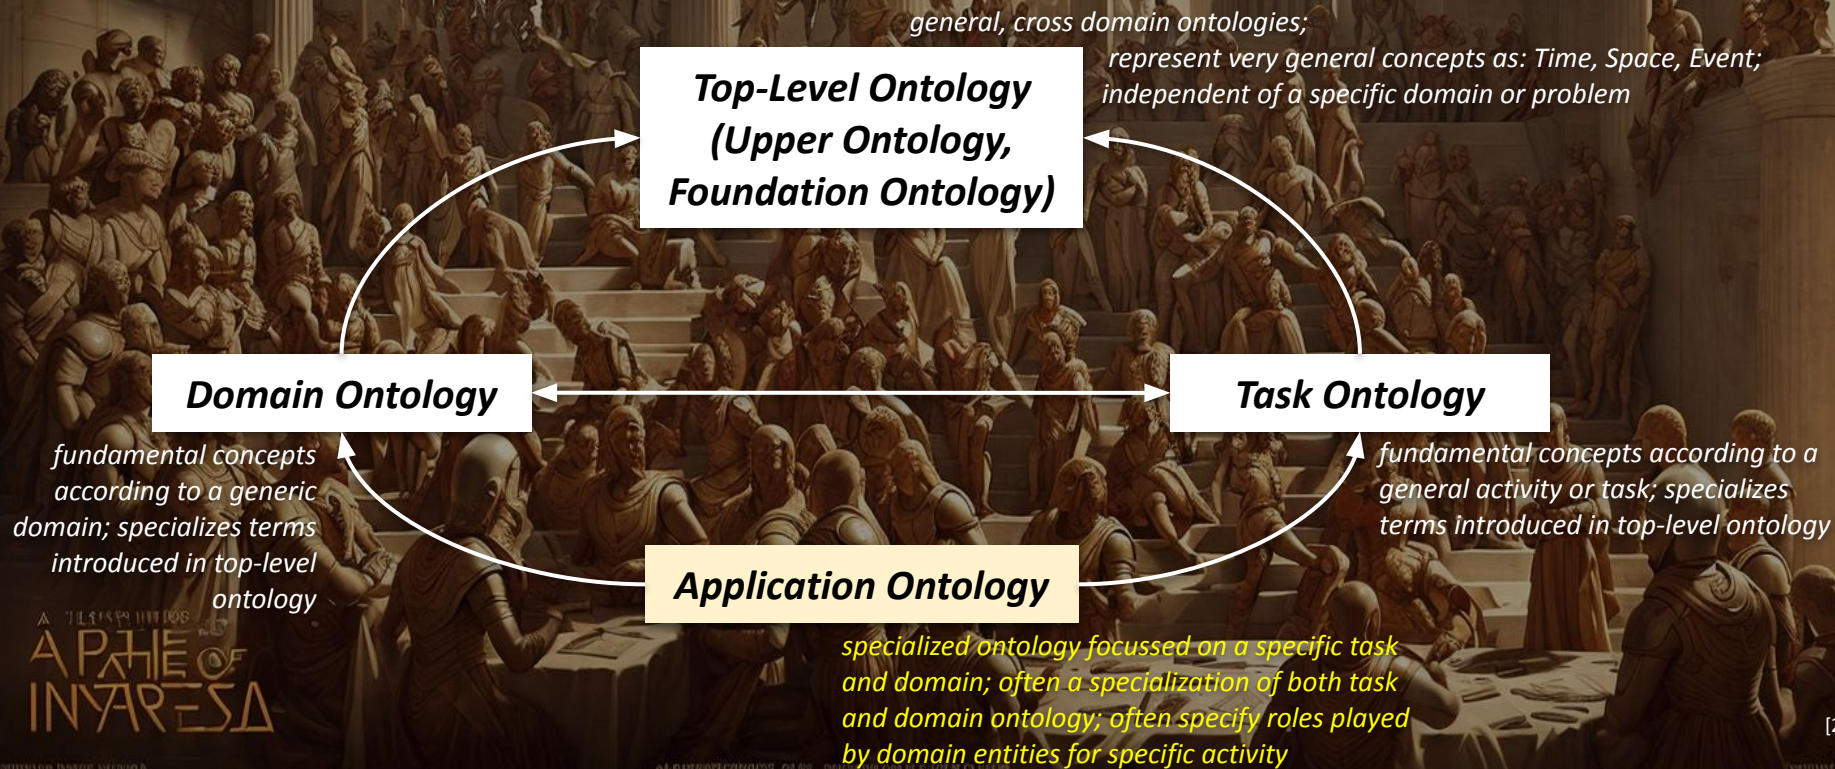 general, cross domain ontologies;
represent very general concepts as: Time, Space, Event;
independent of a specific domain or problem
Top-Level Ontology
(Upper Ontology,
Foundation Ontology)
Domain Ontology
Task Ontology
fundamental concepts
according to a generic
domain; specializes terms
introduced in top-level
ontology
fundamental concepts according to a
general activity or task; specializes
terms introduced in top-level ontology
Application Ontology
specialized ontology focussed on a specific task
and domain; often a specialization of both task
and domain ontology; often specify roles played
by domain entities for specific activity